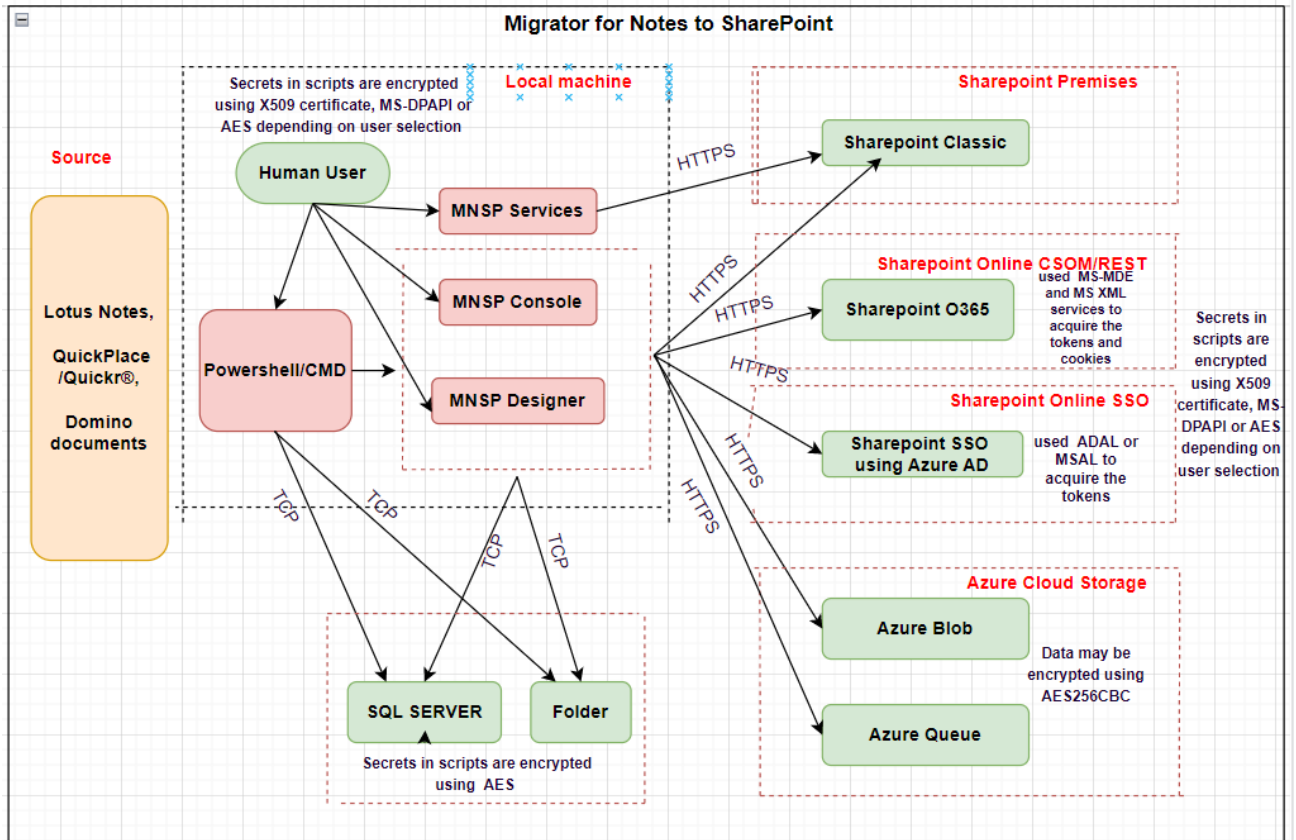 Migrator for Notes to SharePoint
Secrets in scripts are encrypted
using X509 certificate, MS-DPAPI or
AES depending on user selection
Local machine
Source
Lotus Notes,
QuickPlace
/Quickr®,
Domino
documents
Human User
MNSP Services
MNSP Console
Powershell/CMD
MNSP Designer
HTTPS
HTTPS
HTTPS
HTTPS
HTTPS
HTTPS
TCP
TCP
TCP
TCP
SQL SERVER
Folder
Secrets in scripts are encrypted
using AES
Sharepoint Premises
Sharepoint Classic
Sharepoint Online CSOM/REST
Sharepoint O365
used MS-MDE
and MS XML
services to
acquire the
tokens and
cookies
Sharepoint Online SSO
Sharepoint SSO
using Azure AD
used ADAL or
MSAL to
acquire the
tokens
Secrets in
scripts are
encrypted
using X509
certificate, MS-
DPAPI or AES
depending on
user selection
Azure Cloud Storage
Azure Blob
Data may be
encrypted using
AES256CBC
Azure Queue